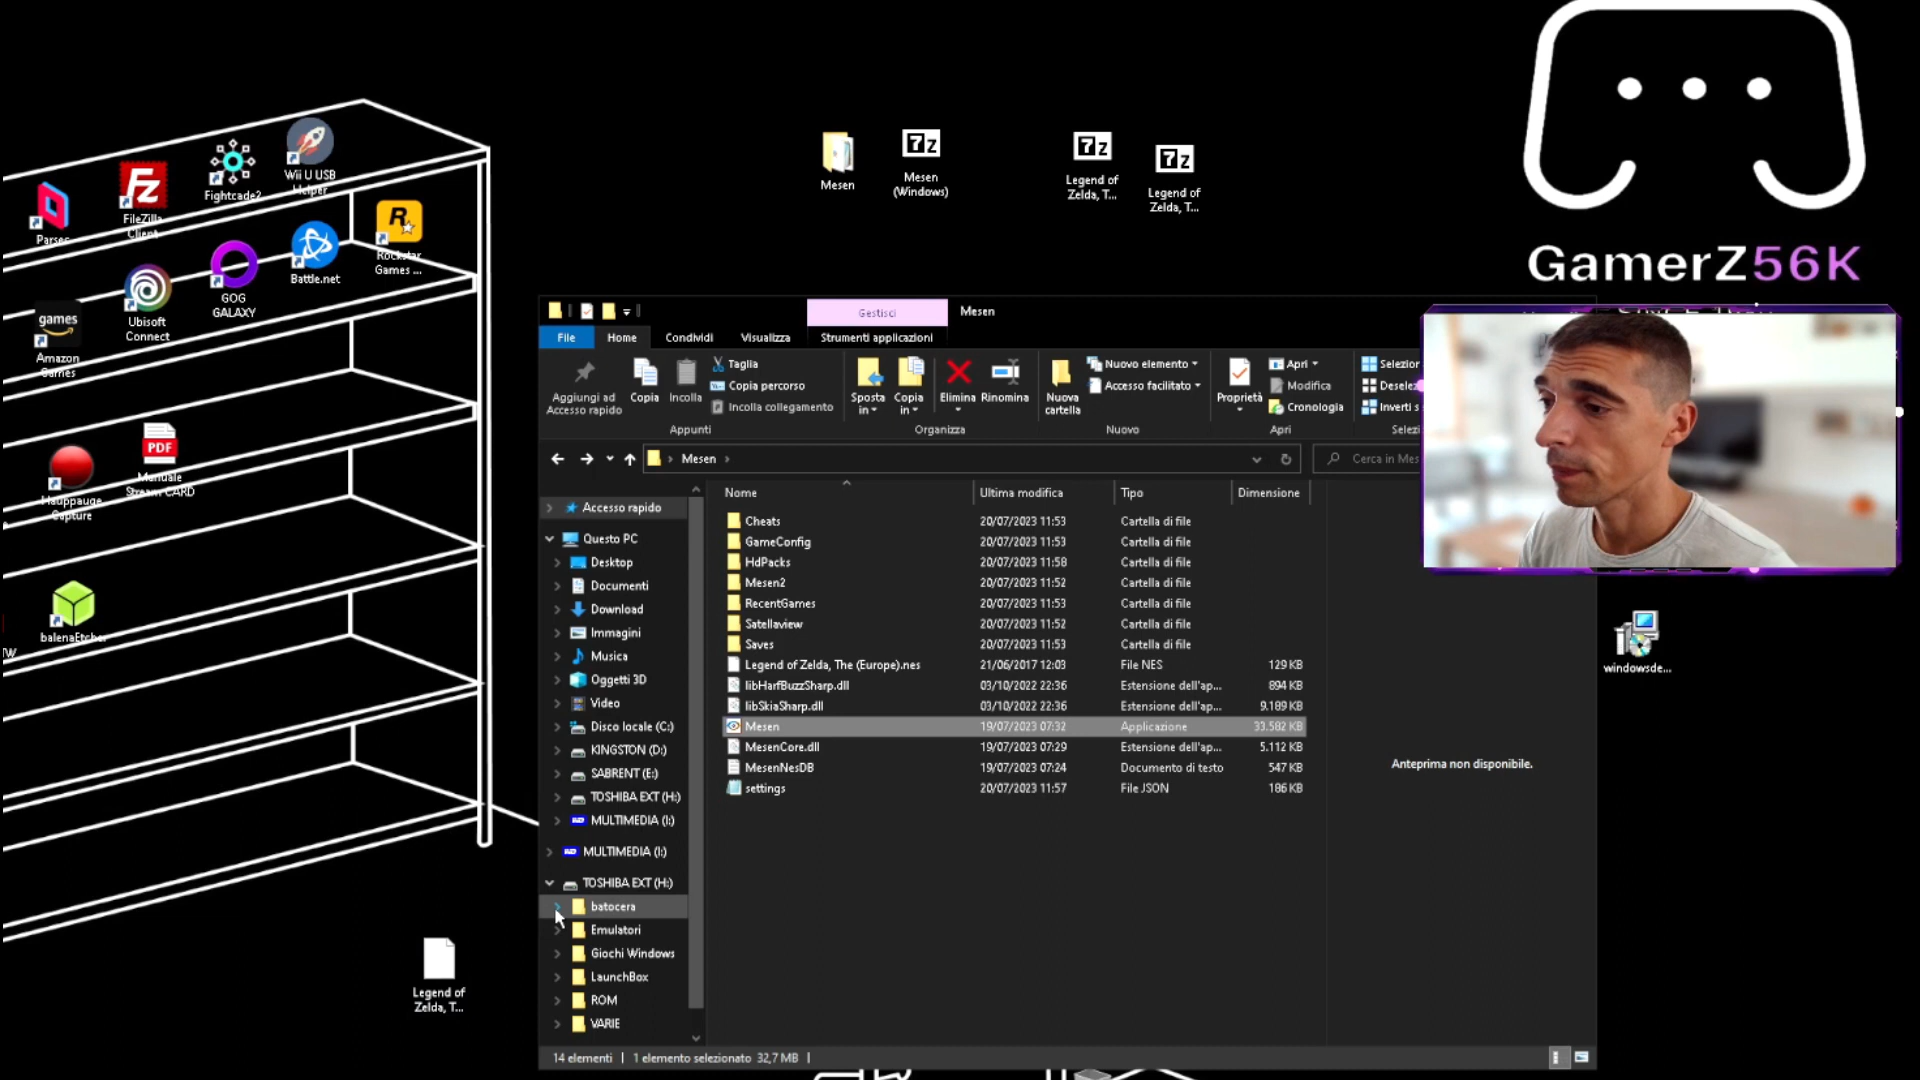 Parsec
FileZilla
Client
Fightcade2
Wii U USB
Helper
Rockstar
Games ...
GOG
GALAXY
Battle.net
games
Amazon
Games
Ubisoft
Connect
Hauppauge
Capture
PDF
Manuale
Stream CARD
balenaEtcher
Legend of
Zelda, T...
Mesen
7z
Mesen
(Windows)
7z
Legend of
Zelda, T...
7z
Legend of
Zelda, T...
GamerZ56K
windowsde...
Gestisci
Mesen
File
Home
Condividi
Visualizza
Strumenti applicazioni
Aggiungi ad
Accesso rapido
Copia
Incolla
Taglia
Copia percorso
Incolla collegamento
Appunti
Sposta
in
Copia
in
Elimina
Rinomina
Organizza
Nuova
cartella
Nuovo elemento
Accesso facilitato
Nuovo
Proprietà
Apri
Modifica
Cronologia
Apri
Selezior
Desele
Inverti s
Selezi
Mesen
Cerca in Mes
Accesso rapido
Questo PC
Desktop
Documenti
Download
Immagini
Musica
Oggetti 3D
Video
Disco locale (C:)
KINGSTON (D:)
SABRENT (E:)
TOSHIBA EXT (H:)
MULTIMEDIA (I:)
MULTIMEDIA (I:)
TOSHIBA EXT (H:)
batocera
Emulatori
Giochi Windows
LaunchBox
ROM
VARIE
Nome Ultima modifica Tipo Dimensione
Cheats 20/07/2023 11:53 Cartella di file
GameConfig 20/07/2023 11:53 Cartella di file
HdPacks 20/07/2023 11:58 Cartella di file
Mesen2 20/07/2023 11:52 Cartella di file
RecentGames 20/07/2023 11:53 Cartella di file
Satellaview 20/07/2023 11:52 Cartella di file
Saves 20/07/2023 11:53 Cartella di file
Legend of Zelda, The (Europe).nes 21/06/2017 12:03 File NES 129 KB
libHarfBuzzSharp.dll 03/10/2022 22:36 Estensione dell'ap... 894 KB
libSkiaSharp.dll 03/10/2022 22:36 Estensione dell'ap... 9.189 KB
Mesen 19/07/2023 07:32 Applicazione 33.582 KB
MesenCore.dll 19/07/2023 07:29 Estensione dell'ap... 5.112 KB
MesenNesDB 19/07/2023 07:24 Documento di testo 547 KB
settings 20/07/2023 11:57 File JSON 186 KB
Anteprima non disponibile.
14 elementi
1 elemento selezionato 32,7 MB